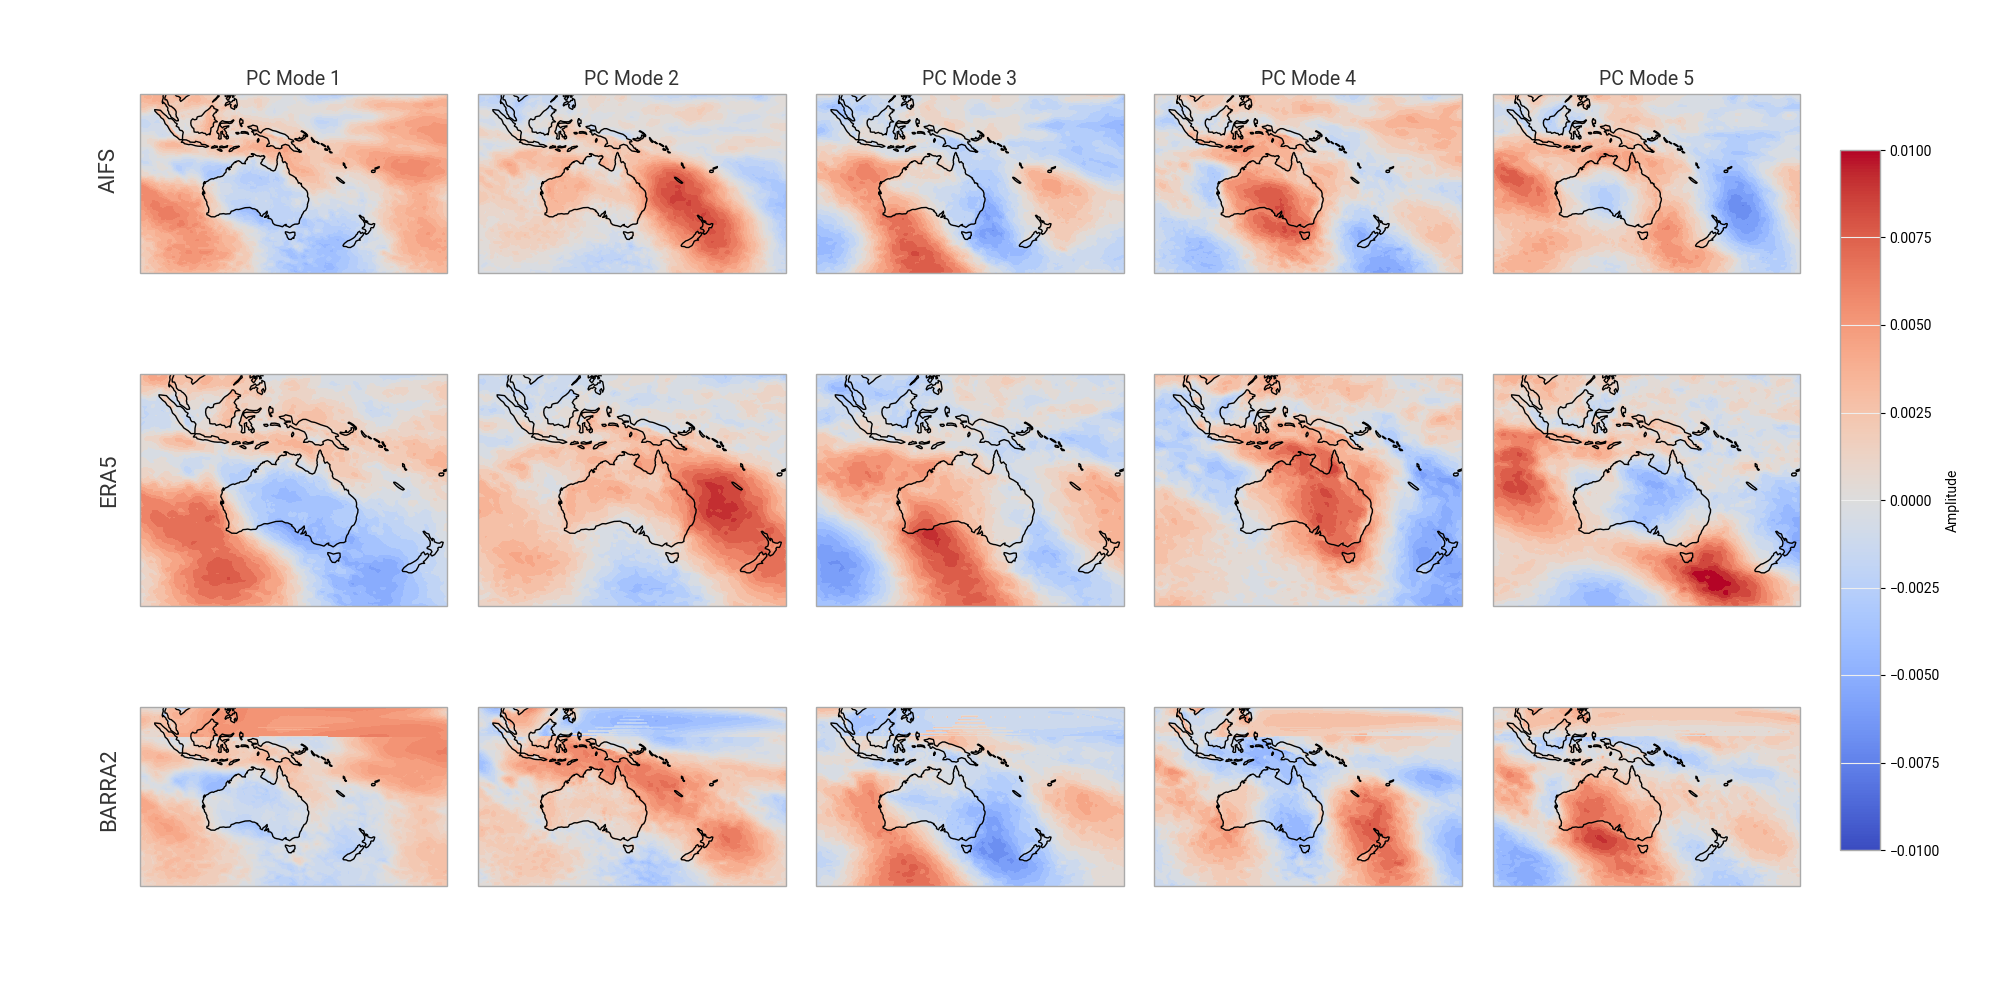 PC Mode 1
PC Mode 2
PC Mode 3
PC Mode 4
PC Mode 5
AIFS
ERA5
BARRA2
0.0100
0.0075
0.0050
0.0025
0.0000
−0.0025
−0.0050
−0.0075
−0.0100
Amplitude